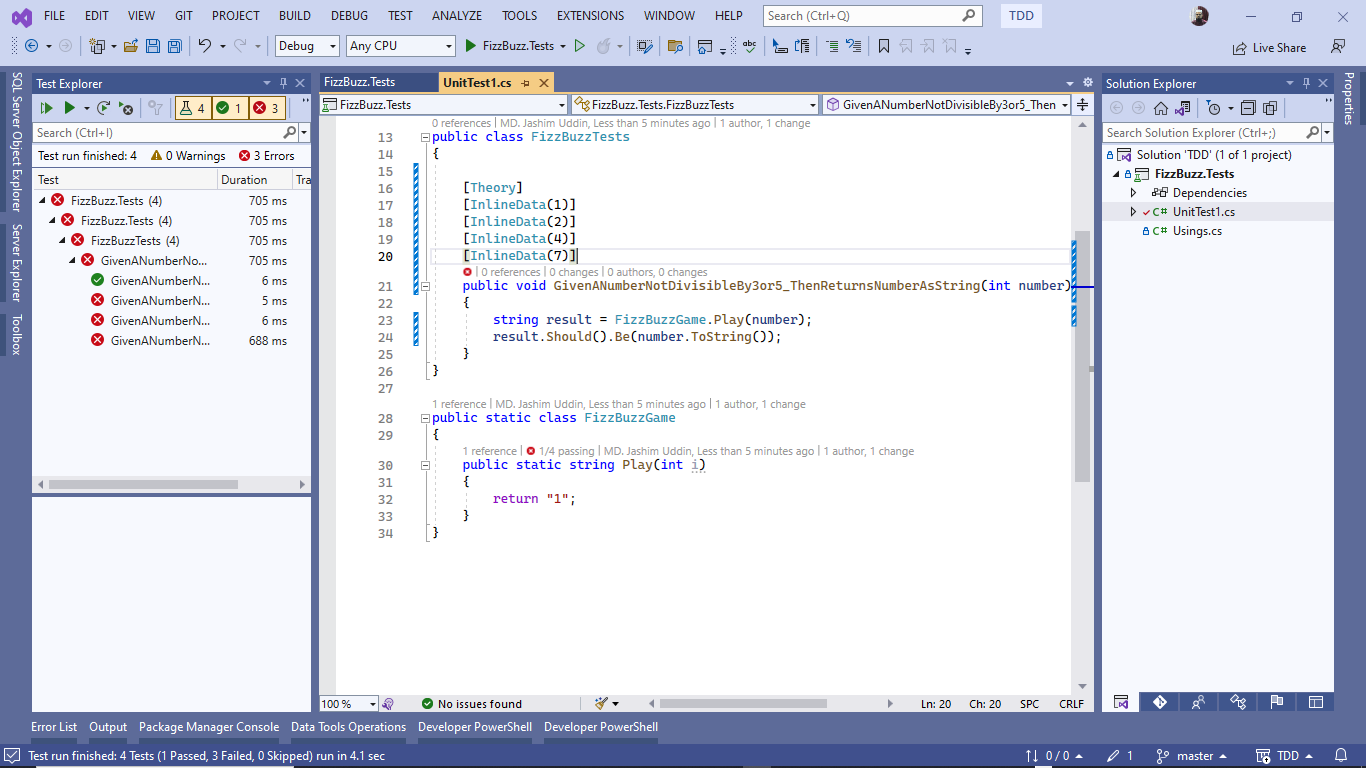 FILE EDIT VIEW GIT PROJECT BUILD DEBUG TEST ANALYZE TOOLS EXTENSIONS WINDOW HELP Search (Ctrl+Q) TDD
Debug Any CPU FizzBuzz.Tests abc Live Share
SQL Server Object Explorer
Server Explorer
Toolbox
Test Explorer
4 1 3
Search (Ctrl+I)
Test run finished: 4 0 Warnings 3 Errors
Test Duration Tra
FizzBuzz.Tests (4) 705 ms
FizzBuzz.Tests (4) 705 ms
FizzBuzzTests (4) 705 ms
GivenANumberNo... 705 ms
GivenANumberN... 6 ms
GivenANumberN... 5 ms
GivenANumberN... 6 ms
GivenANumberN... 688 ms
FizzBuzz.Tests UnitTest1.cs
FizzBuzz.Tests FizzBuzz.Tests.FizzBuzzTests GivenANumberNotDivisibleBy3or5_Then
0 references | MD. Jashim Uddin, Less than 5 minutes ago | 1 author, 1 change
13 public class FizzBuzzTests
14 {
15
16 [Theory]
17 [InlineData(1)]
18 [InlineData(2)]
19 [InlineData(4)]
20 [InlineData(7)]
| 0 references | 0 changes | 0 authors, 0 changes
21 public void GivenANumberNotDivisibleBy3or5_ThenReturnsNumberAsString(int number)
22 {
23 string result = FizzBuzzGame.Play(number);
24 result.Should().Be(number.ToString());
25 }
26 }
27
1 reference | MD. Jashim Uddin, Less than 5 minutes ago | 1 author, 1 change
28 public static class FizzBuzzGame
29 {
1 reference | 1/4 passing | MD. Jashim Uddin, Less than 5 minutes ago | 1 author, 1 change
30 public static string Play(int i)
31 {
32 return "1";
33 }
34 }
100 % No issues found Ln: 20 Ch: 20 SPC CRLF
Solution Explorer
Search Solution Explorer (Ctrl+;)
Solution 'TDD' (1 of 1 project)
FizzBuzz.Tests
Dependencies
C# UnitTest1.cs
C# Usings.cs
Properties
Error List Output Package Manager Console Data Tools Operations Developer PowerShell Developer PowerShell
Test run finished: 4 Tests (1 Passed, 3 Failed, 0 Skipped) run in 4.1 sec 0 / 0 1 master TDD